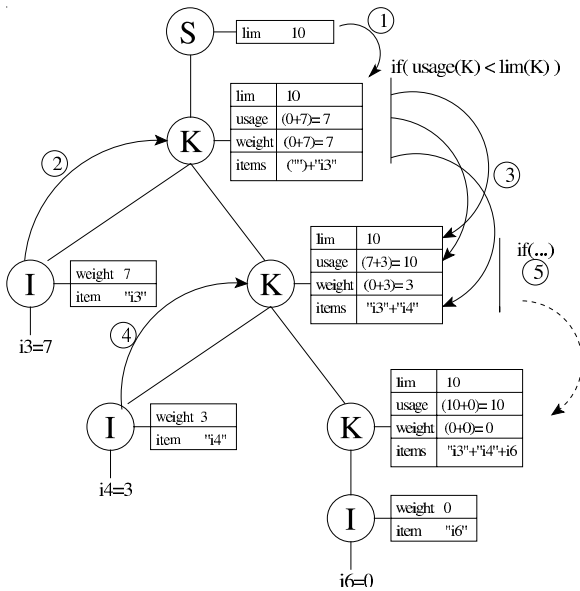 S
lim 10
1
if( usage(K) < lim(K) )
K
lim 10
usage (0+7)= 7
weight (0+7)= 7
items ("")+"i3"
2
3
I
weight 7
item "i3"
i3=7
K
lim 10
usage (7+3)= 10
weight (0+3)= 3
items "i3"+"i4"
if(...)
5
4
I
weight 3
item "i4"
i4=3
K
lim 10
usage (10+0)= 10
weight (0+0)= 0
items "i3"+"i4"+i6
I
weight 0
item "i6"
i6=0